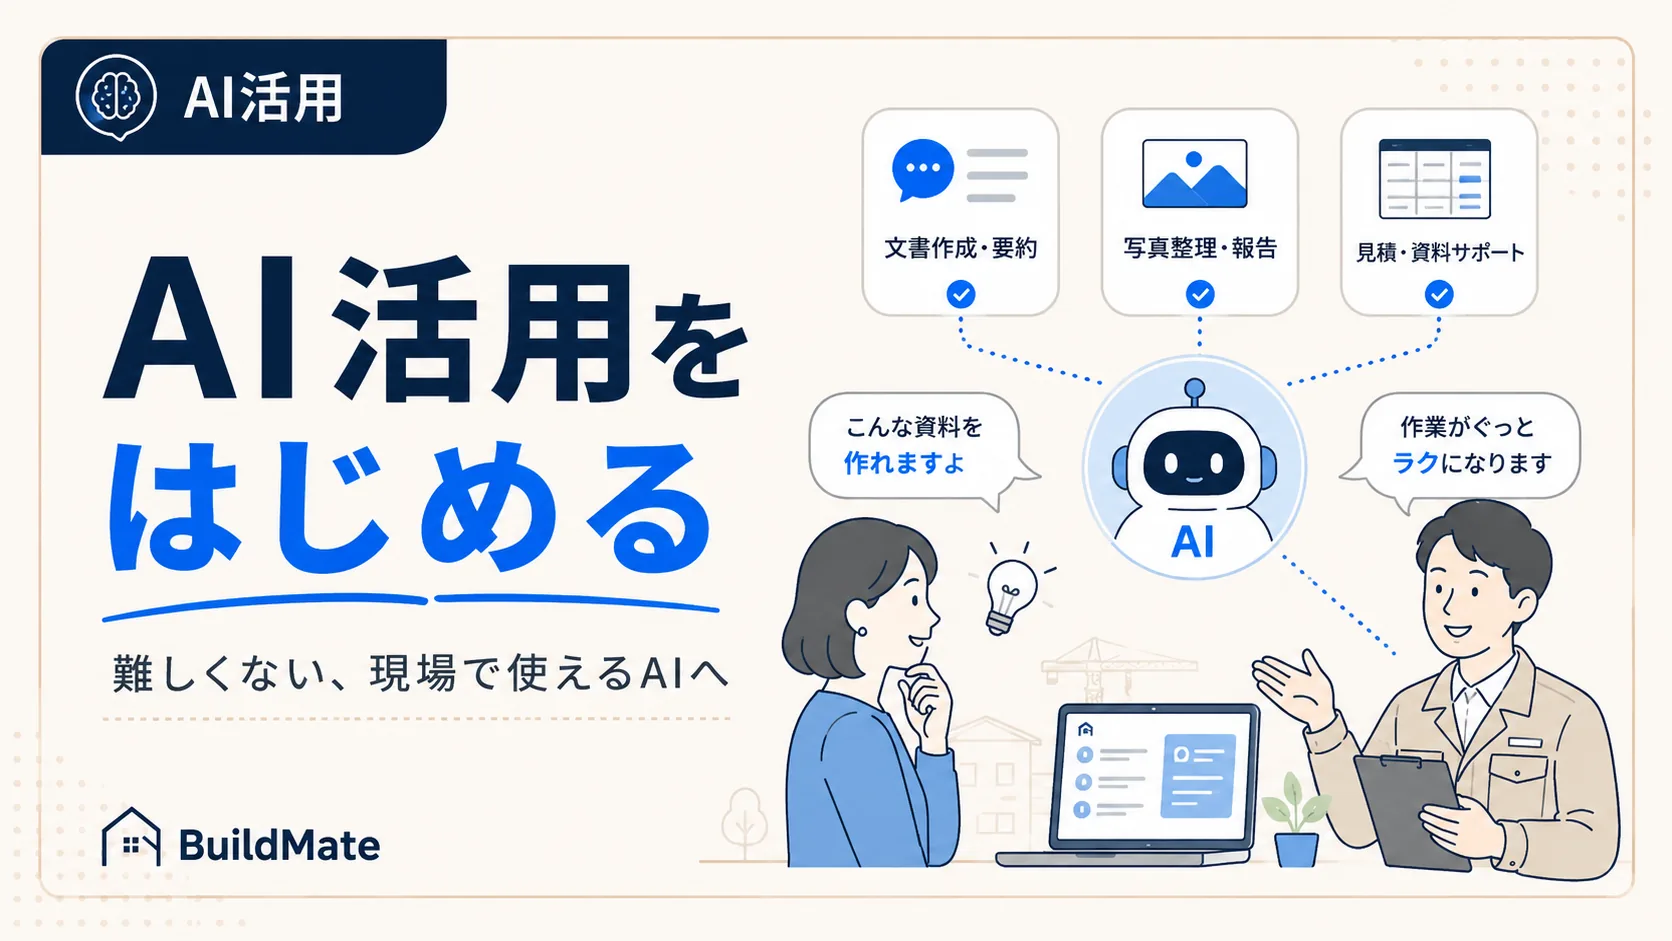 AI活用
AI活用を
はじめる
難しくない、現場で使えるAIへ
BuildMate
文書作成・要約
写真整理・報告
見積・資料サポート
こんな資料を
作れますよ
作業がぐっと
ラクになります
AI